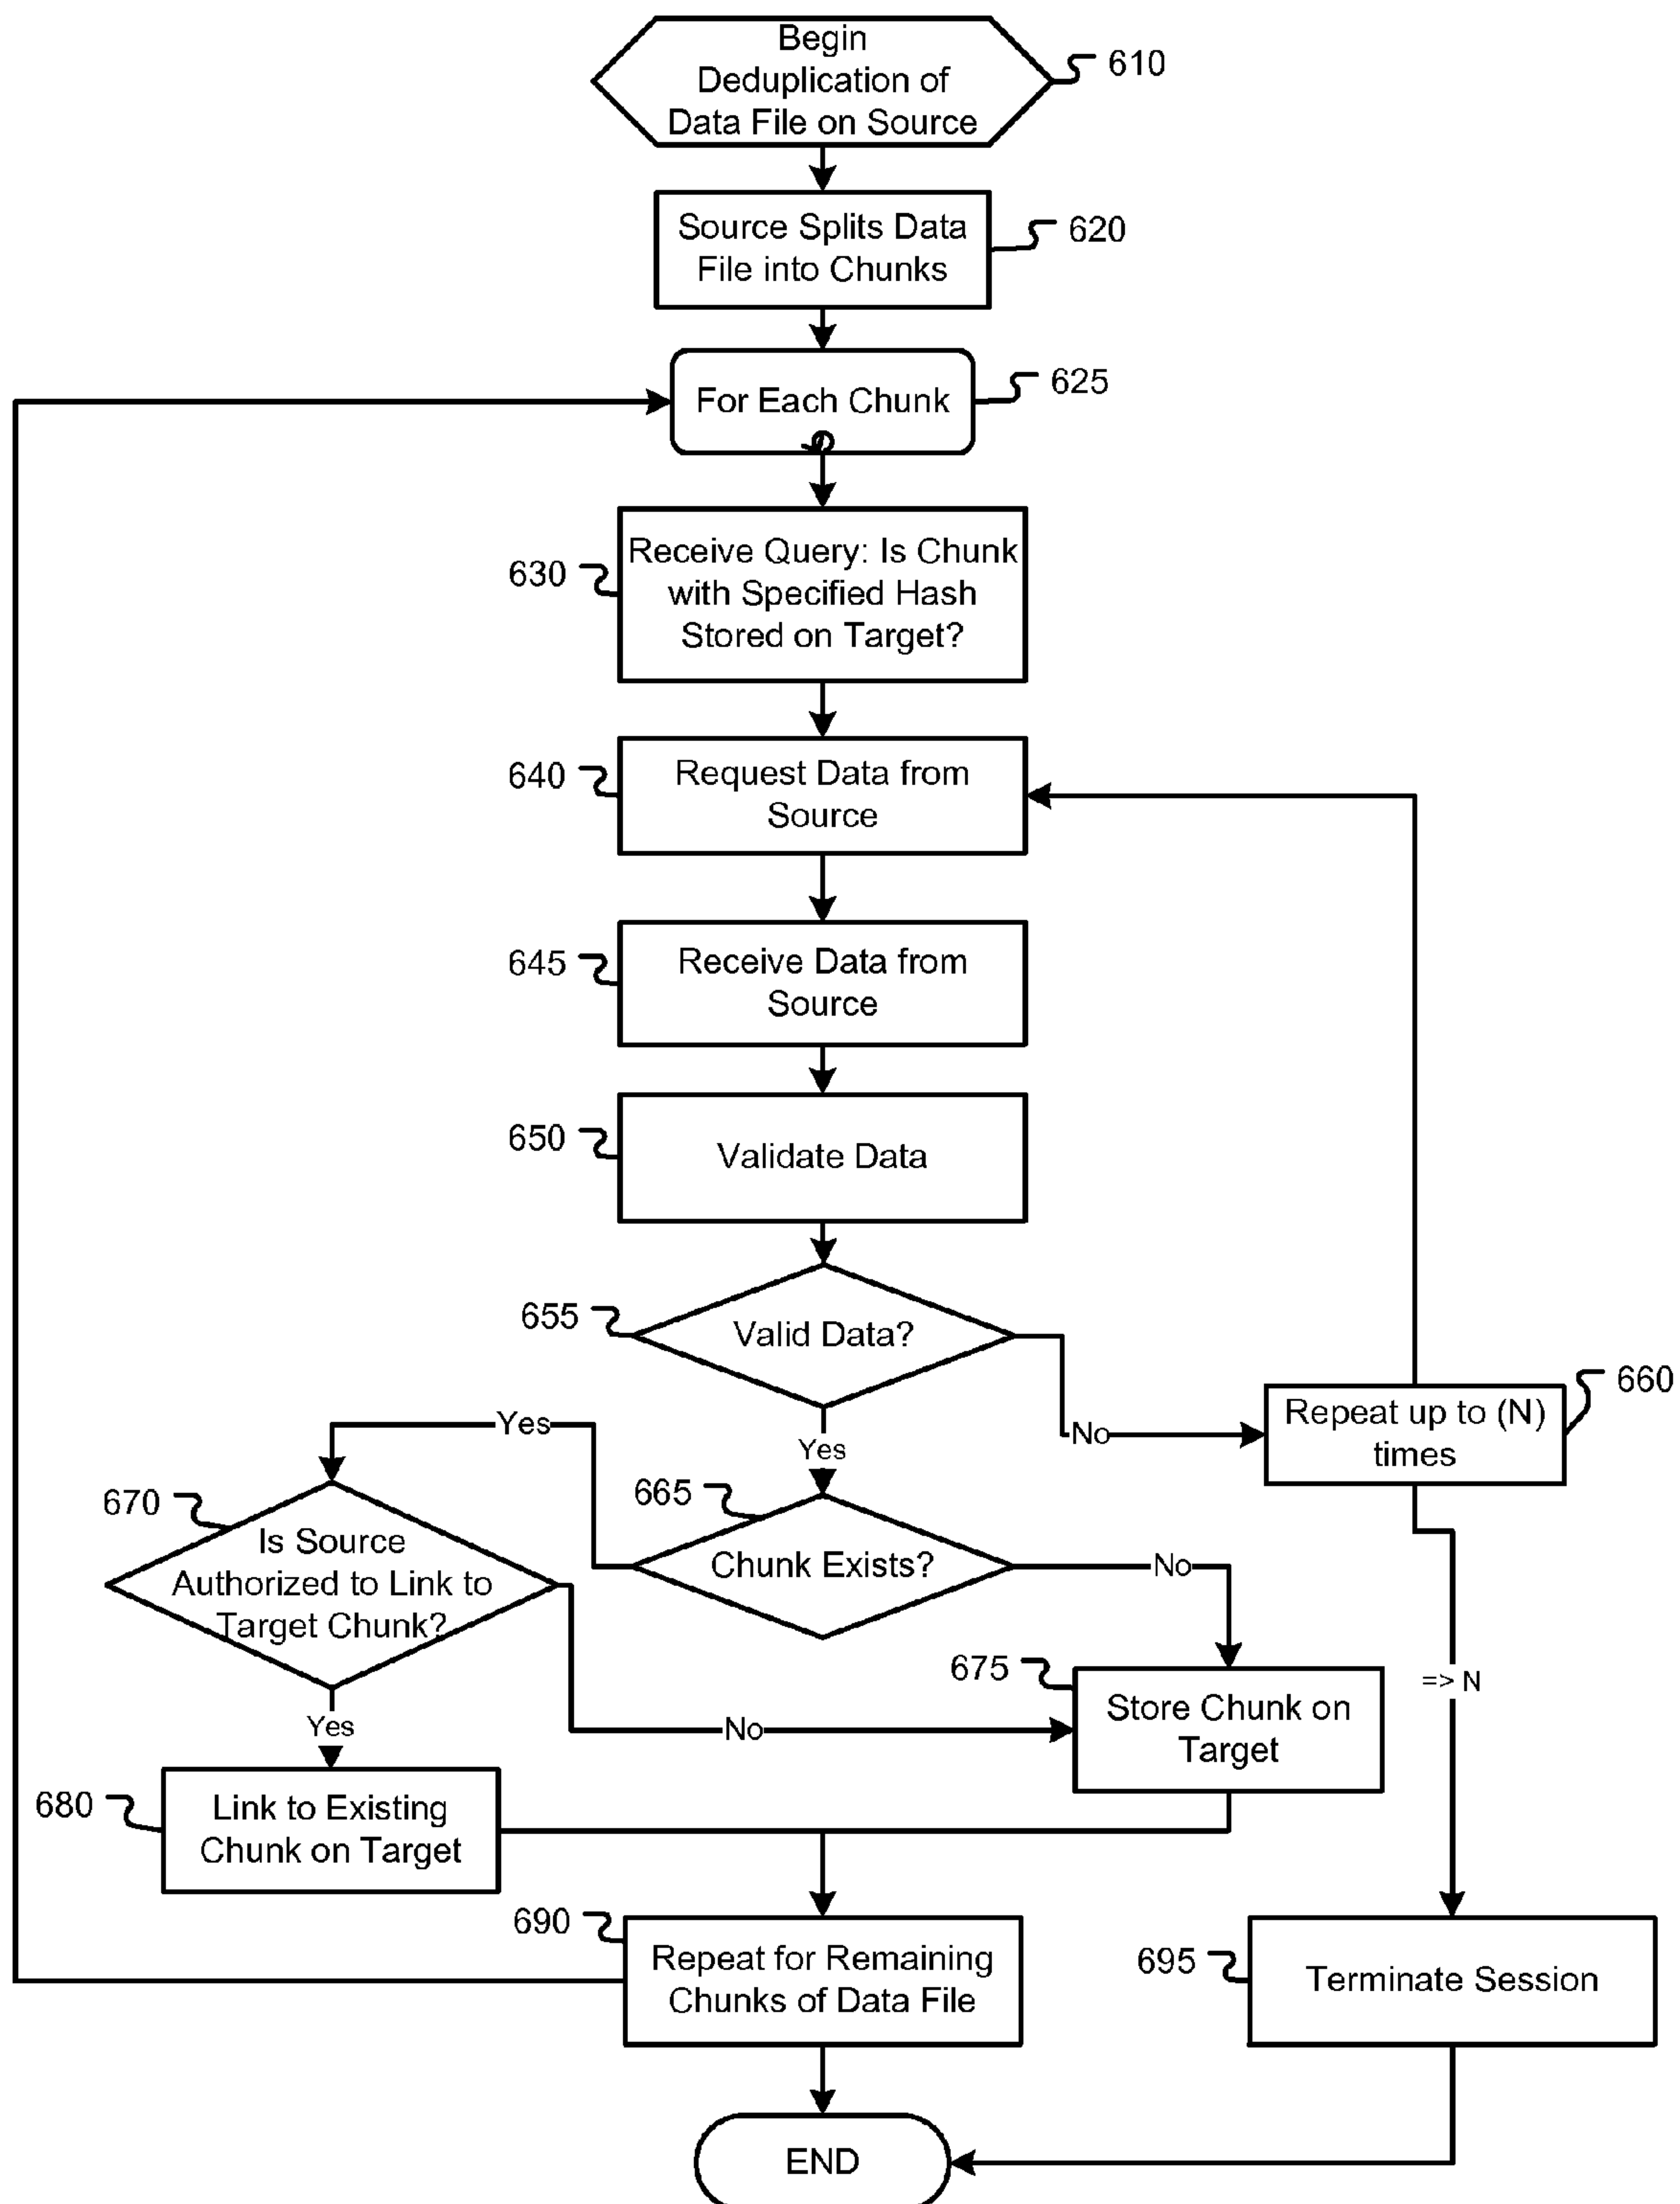 Begin
Deduplication of
Data File on Source
610
Source Splits Data
File into Chunks
620
For Each Chunk
625
630
Receive Query: Is Chunk
with Specified Hash
Stored on Target?
640
Request Data from
Source
645
Receive Data from
Source
650
Validate Data
655
Valid Data?
No
Repeat up to (N)
times
660
Yes
Yes
670
Is Source
Authorized to Link to
Target Chunk?
665
Chunk Exists?
No
675
Store Chunk on
Target
=> N
Yes
No
680
Link to Existing
Chunk on Target
690
Repeat for Remaining
Chunks of Data File
695
Terminate Session
END